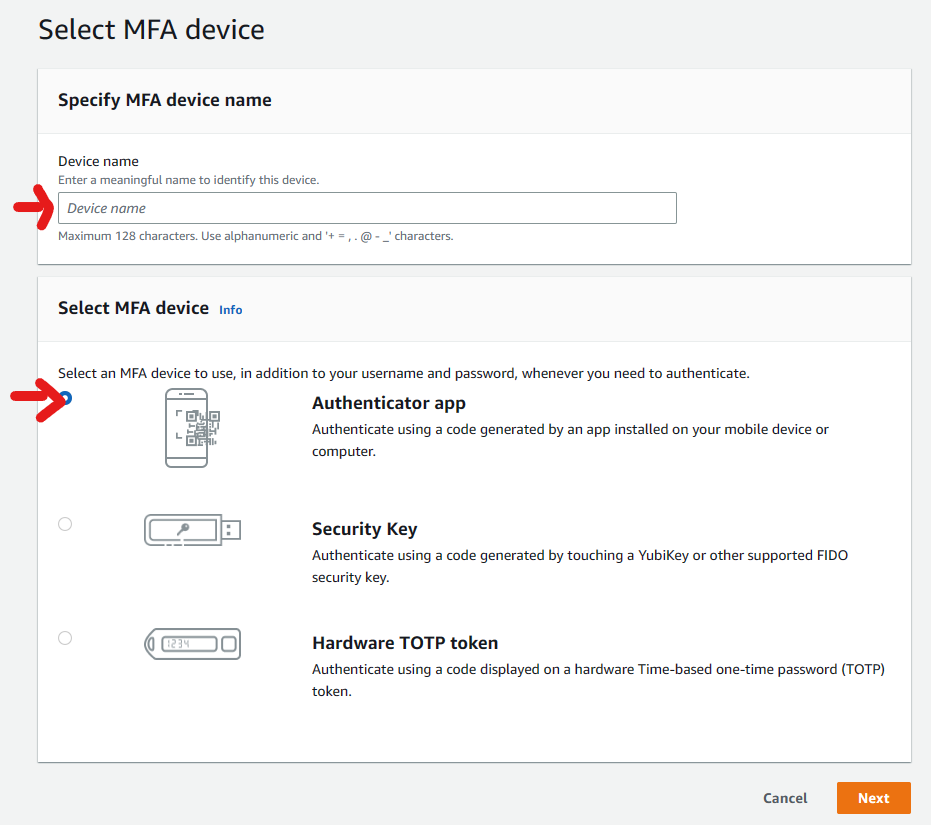 Select MFA device
Specify MFA device name
Device name
Enter a meaningful name to identify this device.
Device name
Maximum 128 characters. Use alphanumeric and '+ = , . @ - _' characters.
Select MFA device Info
Select an MFA device to use, in addition to your username and password, whenever you need to authenticate.
Authenticator app
Authenticate using a code generated by an app installed on your mobile device or
computer.
Security Key
Authenticate using a code generated by touching a YubiKey or other supported FIDO
security key.
1234
Hardware TOTP token
Authenticate using a code displayed on a hardware Time-based one-time password (TOTP)
token.
Cancel Next